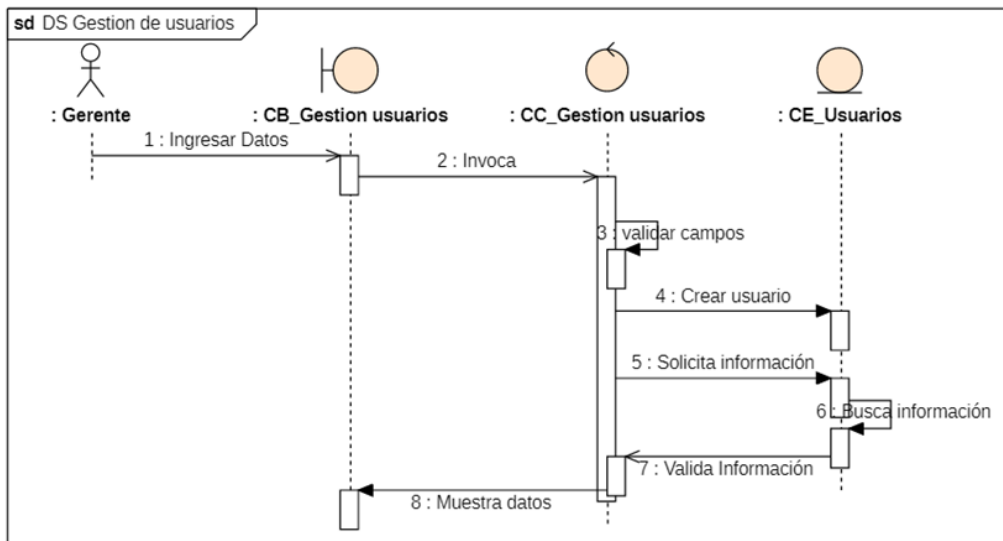 sd DS Gestion de usuarios
: Gerente
: CB_Gestion usuarios
: CC_Gestion usuarios
: CE_Usuarios
1 : Ingresar Datos
2 : Invoca
3 : validar campos
4 : Crear usuario
5 : Solicita información
6 : Busca información
7 : Valida Información
8 : Muestra datos